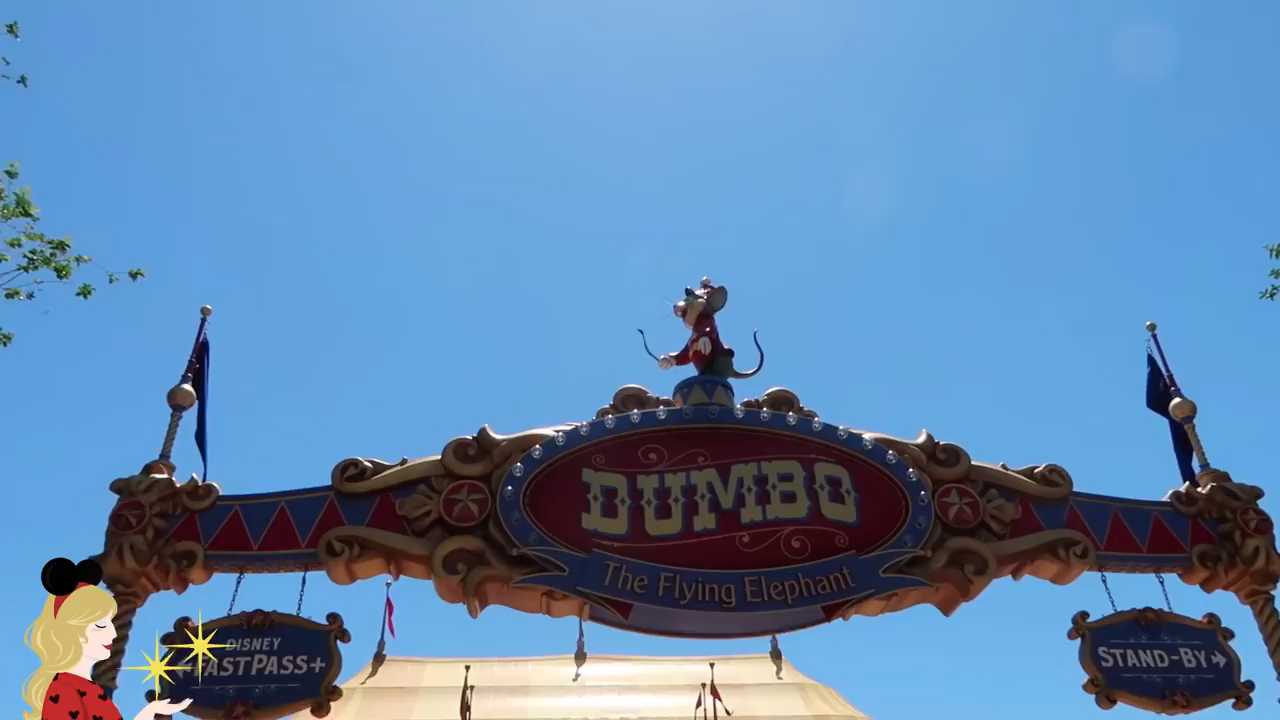 DUMBO
The Flying Elephant
DISNEY
FASTPASS+
STAND-BY →